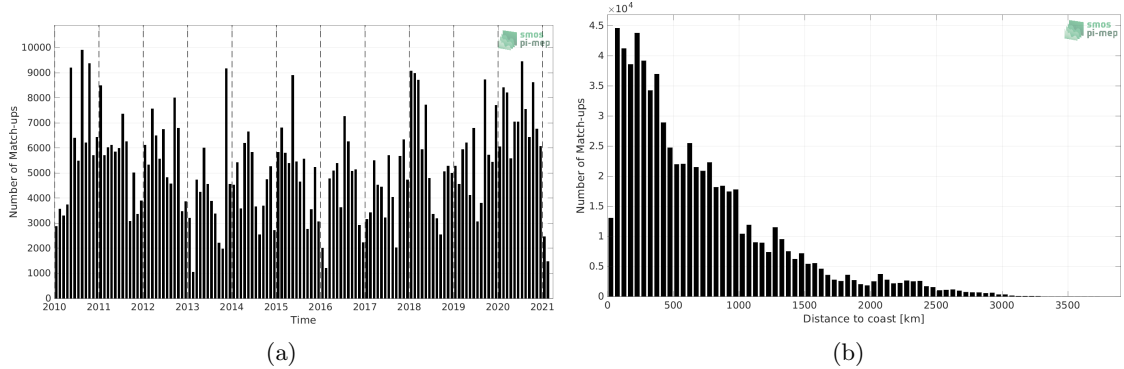 smos
pi-mep
10000
9000
8000
7000
6000
5000
4000
3000
2000
1000
0
Number of Match-ups
2010 2011 2012 2013 2014 2015 2016 2017 2018 2019 2020 2021
Time
(a)
×10⁴
smos
pi-mep
4.5
4
3.5
3
2.5
2
1.5
1
0.5
0
Number of Match-ups
0 500 1000 1500 2000 2500 3000 3500
Distance to coast [km]
(b)